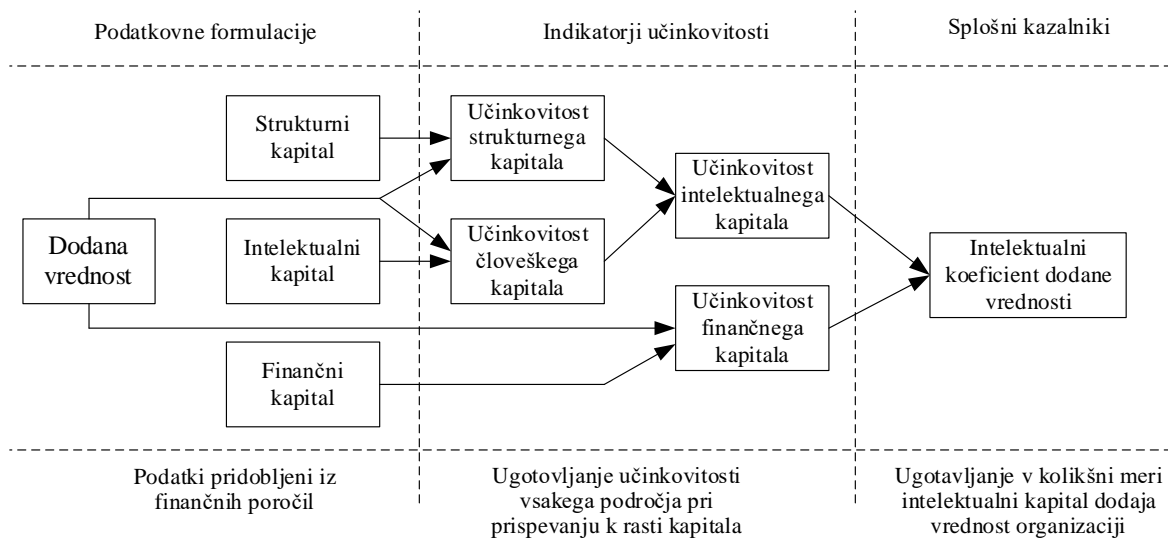 Podatkovne formulacije
Indikatorji učinkovitosti
Splošni kazalniki
Strukturni
kapital
Učinkovitost
strukturnega
kapitala
Učinkovitost
intelektualnega
kapitala
Dodana
vrednost
Intelektualni
kapital
Učinkovitost
človeškega
kapitala
Intelektualni
koeficient dodane
vrednosti
Učinkovitost
finančnega
kapitala
Finančni
kapital
Podatki pridobljeni iz
finančnih poročil
Ugotovljanje učinkovitosti
vsakega področja pri
prispevanju k rasti kapitala
Ugotavljanje v kolikšni meri
intelektualni kapital dodaja
vrednost organizaciji